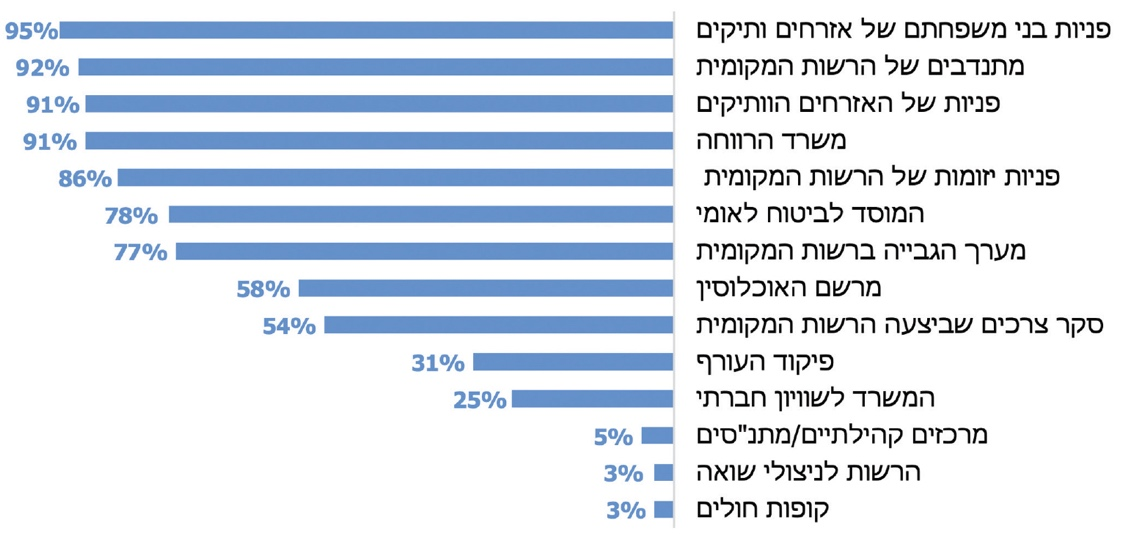 פניות בני משפחתם של אזרחים ותיקים 95%
מתנדבים של הרשות המקומית 92%
פניות של האזרחים הוותיקים 91%
משרד הרווחה 91%
פניות יזומות של הרשות המקומית 86%
המוסד לביטוח לאומי 78%
מערך הגבייה ברשות המקומית 77%
מרשם האוכלוסין 58%
סקר צרכים שביצעה הרשות המקומית 54%
פיקוד העורף 31%
המשרד לשוויון חברתי 25%
מרכזים קהילתיים/מתנ"סים 5%
הרשות לניצולי שואה 3%
קופות חולים 3%